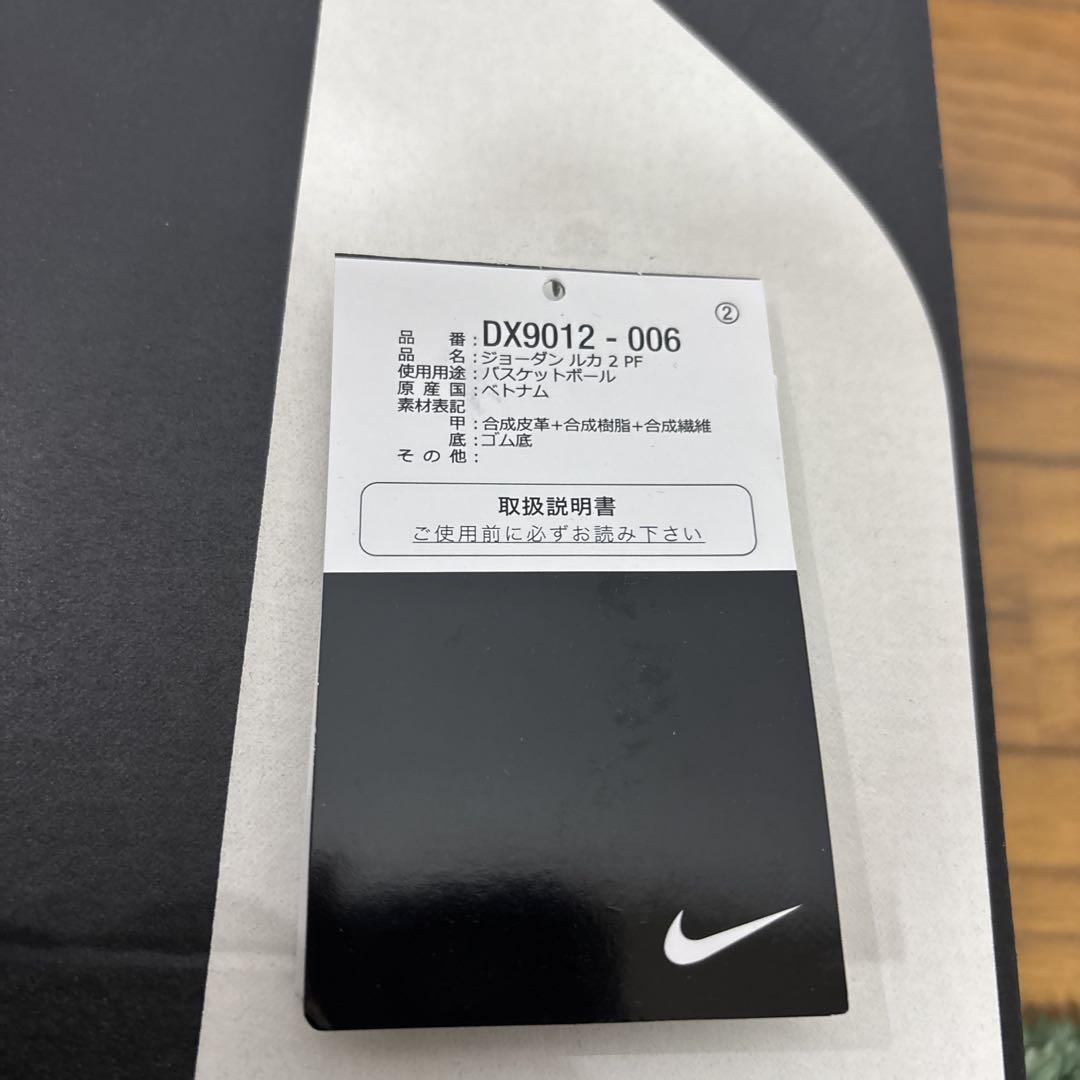 ②
品番:DX9012 - 006
品名:ジョーダン ルカ 2 PF
使用用途:バスケットボール
原産国:ベトナム
素材表記
甲:合成皮革+合成樹脂+合成繊維
底:ゴム底
その他:
取扱説明書
ご使用前に必ずお読み下さい